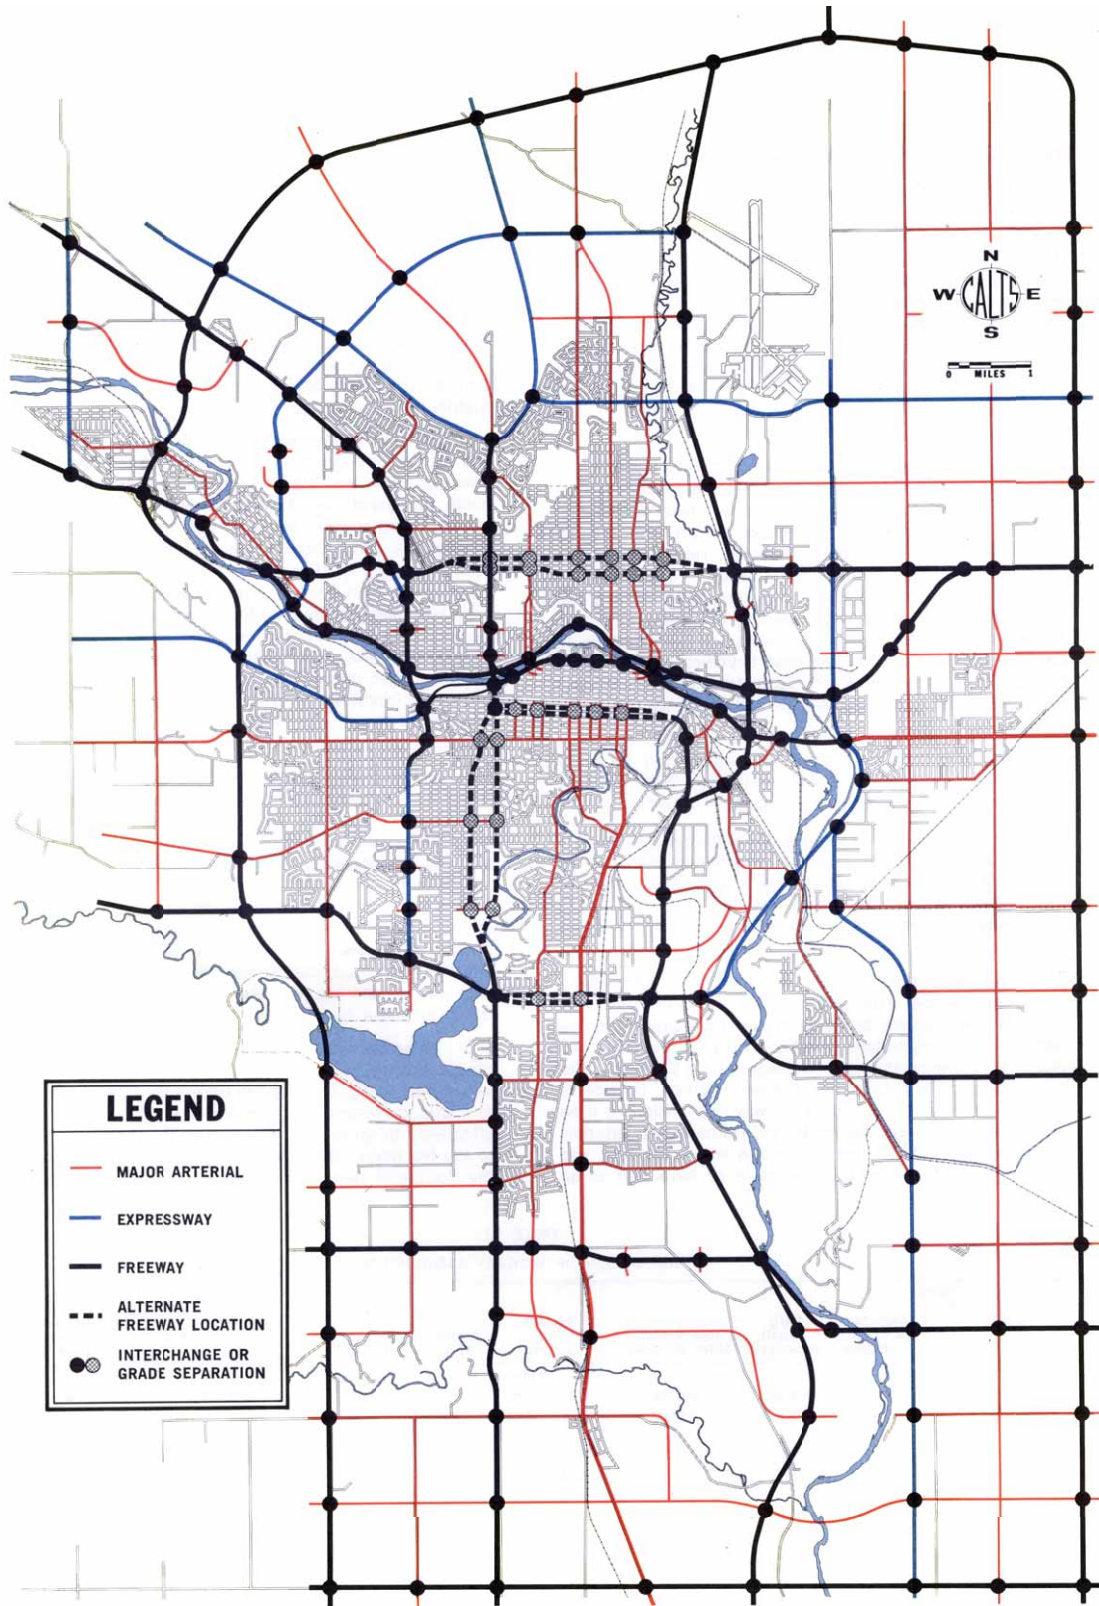 N
W CALTS E
S
0 MILES 1
LEGEND
MAJOR ARTERIAL
EXPRESSWAY
FREEWAY
ALTERNATE
FREEWAY LOCATION
INTERCHANGE OR
GRADE SEPARATION